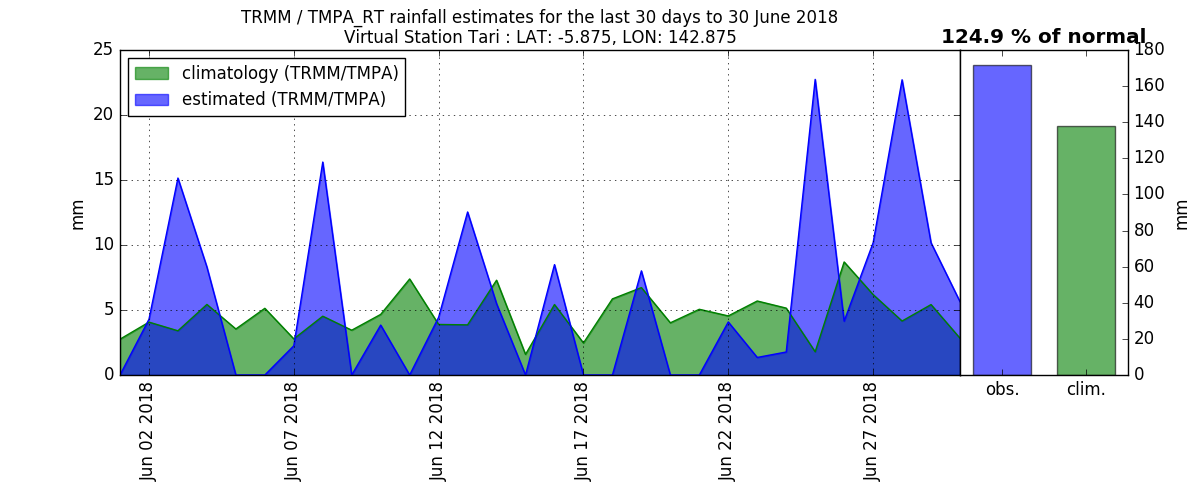 TRMM / TMPA_RT rainfall estimates for the last 30 days to 30 June 2018
Virtual Station Tari : LAT: -5.875, LON: 142.875
124.9 % of normal
climatology (TRMM/TMPA)
estimated (TRMM/TMPA)
25
20
15
10
5
0
mm
Jun 02 2018
Jun 07 2018
Jun 12 2018
Jun 17 2018
Jun 22 2018
Jun 27 2018
obs.
clim.
180
160
140
120
100
80
60
40
20
0
mm